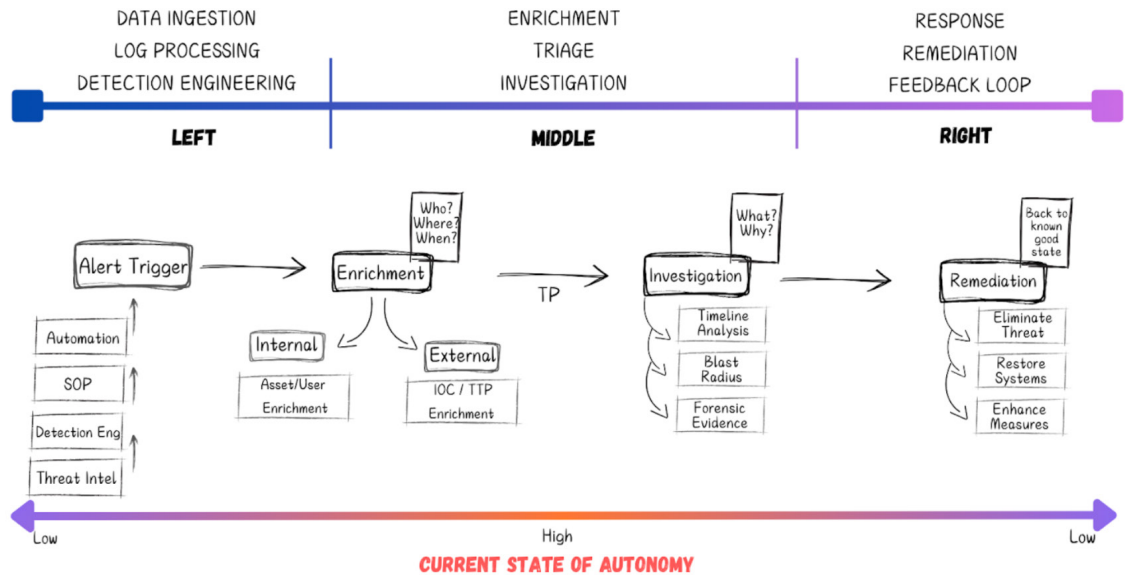 DATA INGESTION
LOG PROCESSING
DETECTION ENGINEERING
ENRICHMENT
TRIAGE
INVESTIGATION
RESPONSE
REMEDIATION
FEEDBACK LOOP
LEFT
MIDDLE
RIGHT
Alert Trigger
Automation
SOP
Detection Eng
Threat Intel
Who?
Where?
When?
Enrichment
Internal
Asset/User
Enrichment
External
IOC / TTP
Enrichment
TP
What?
Why?
Investigation
Timeline
Analysis
Blast
Radius
Forensic
Evidence
Back to
known
good
state
Remediation
Eliminate
Threat
Restore
Systems
Enhance
Measures
Low
High
Low
CURRENT STATE OF AUTONOMY